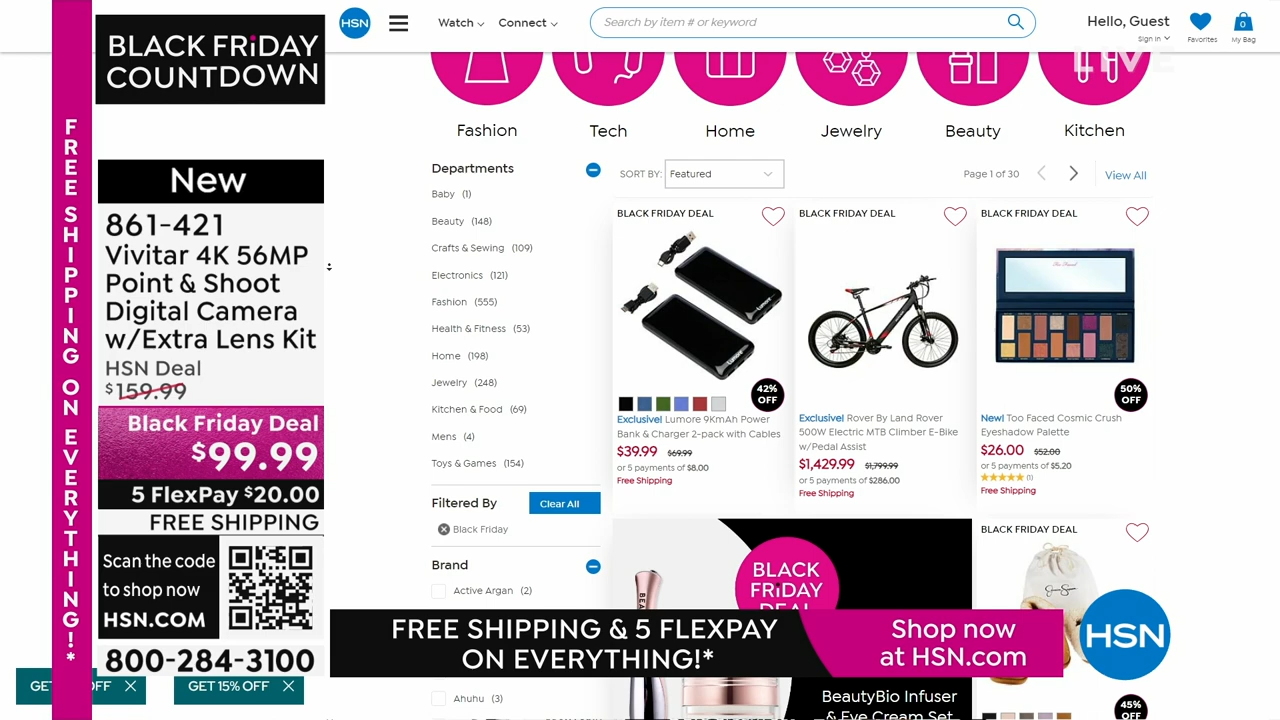 FREE SHIPPING ON EVERYTHING!*
BLACK FRiDAY
COUNTDOWN
New
861-421
Vivitar 4K 56MP
Point & Shoot
Digital Camera
w/Extra Lens Kit
HSN Deal
$159.99
Black Friday Deal
$99.99
5 FlexPay $20.00
FREE SHIPPING
Scan the code
to shop now
HSN.COM
800-284-3100
GET
OFF
GET 15% OFF
HSN
Watch
Connect
Search by item # or keyword
Hello, Guest
Sign In
Favorites
0
My Bag
LIVE
Fashion
Tech
Home
Jewelry
Beauty
Kitchen
Departments
Baby (1)
Beauty (148)
Crafts & Sewing (109)
Electronics (121)
Fashion (555)
Health & Fitness (53)
Home (198)
Jewelry (248)
Kitchen & Food (69)
Mens (4)
Toys & Games (154)
Filtered By
Clear All
Black Friday
Brand
Active Argan (2)
Ahuhu (3)
SORT BY: Featured
Page 1 of 30
View All
BLACK FRIDAY DEAL
Lumore
Lumore
42%
OFF
Exclusive! Lumore 9KmAh Power
Bank & Charger 2-pack with Cables
$39.99 $69.99
or 5 payments of $8.00
Free Shipping
BLACK FRIDAY DEAL
Exclusive! Rover By Land Rover
500W Electric MTB Climber E-Bike
w/Pedal Assist
$1,429.99 $1,799.99
or 5 payments of $286.00
Free Shipping
BLACK FRIDAY DEAL
50%
OFF
New! Too Faced Cosmic Crush
Eyeshadow Palette
$26.00 $52.00
or 5 payments of $5.20
(1)
Free Shipping
BLACK
FRiDAY
DEAL
BeautyBio Infuser
& Eye Cream Set
BLACK FRIDAY DEAL
45%
OFF
FREE SHIPPING & 5 FLEXPAY
ON EVERYTHING!*
Shop now
at HSN.com
HSN